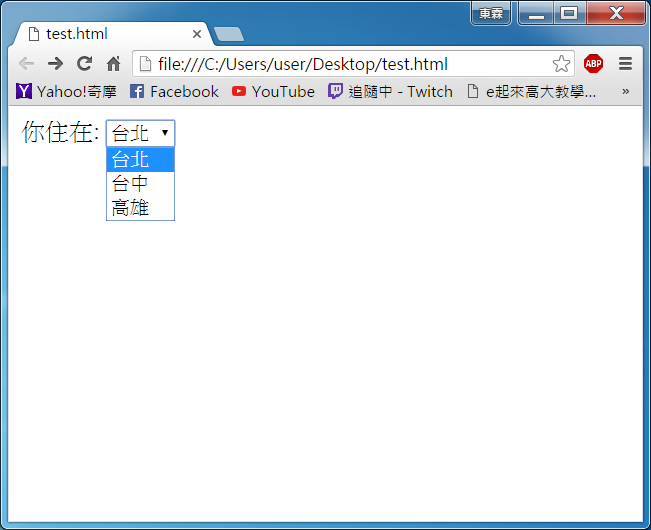 東霖
test.html
file:///C:/Users/user/Desktop/test.html
ABP
Yahoo!奇摩 Facebook YouTube 追隨中 - Twitch e起來高大教學... »
你住在: 台北
台北
台中
高雄